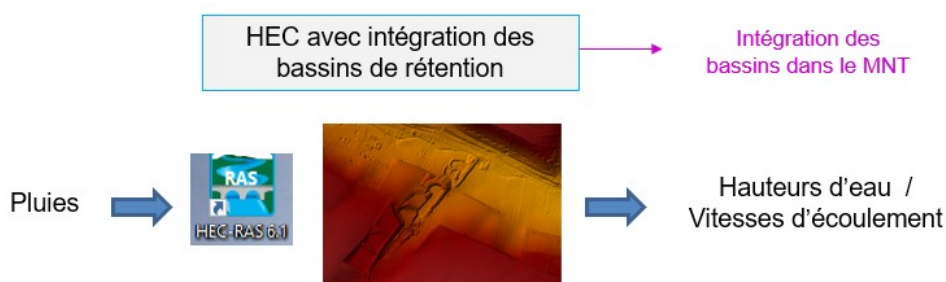 HEC avec intégration des
bassins de rétention
Intégration des
bassins dans le MNT
Pluies
RAS
HEC-RAS 6.1
Hauteurs d'eau /
Vitesses d'écoulement